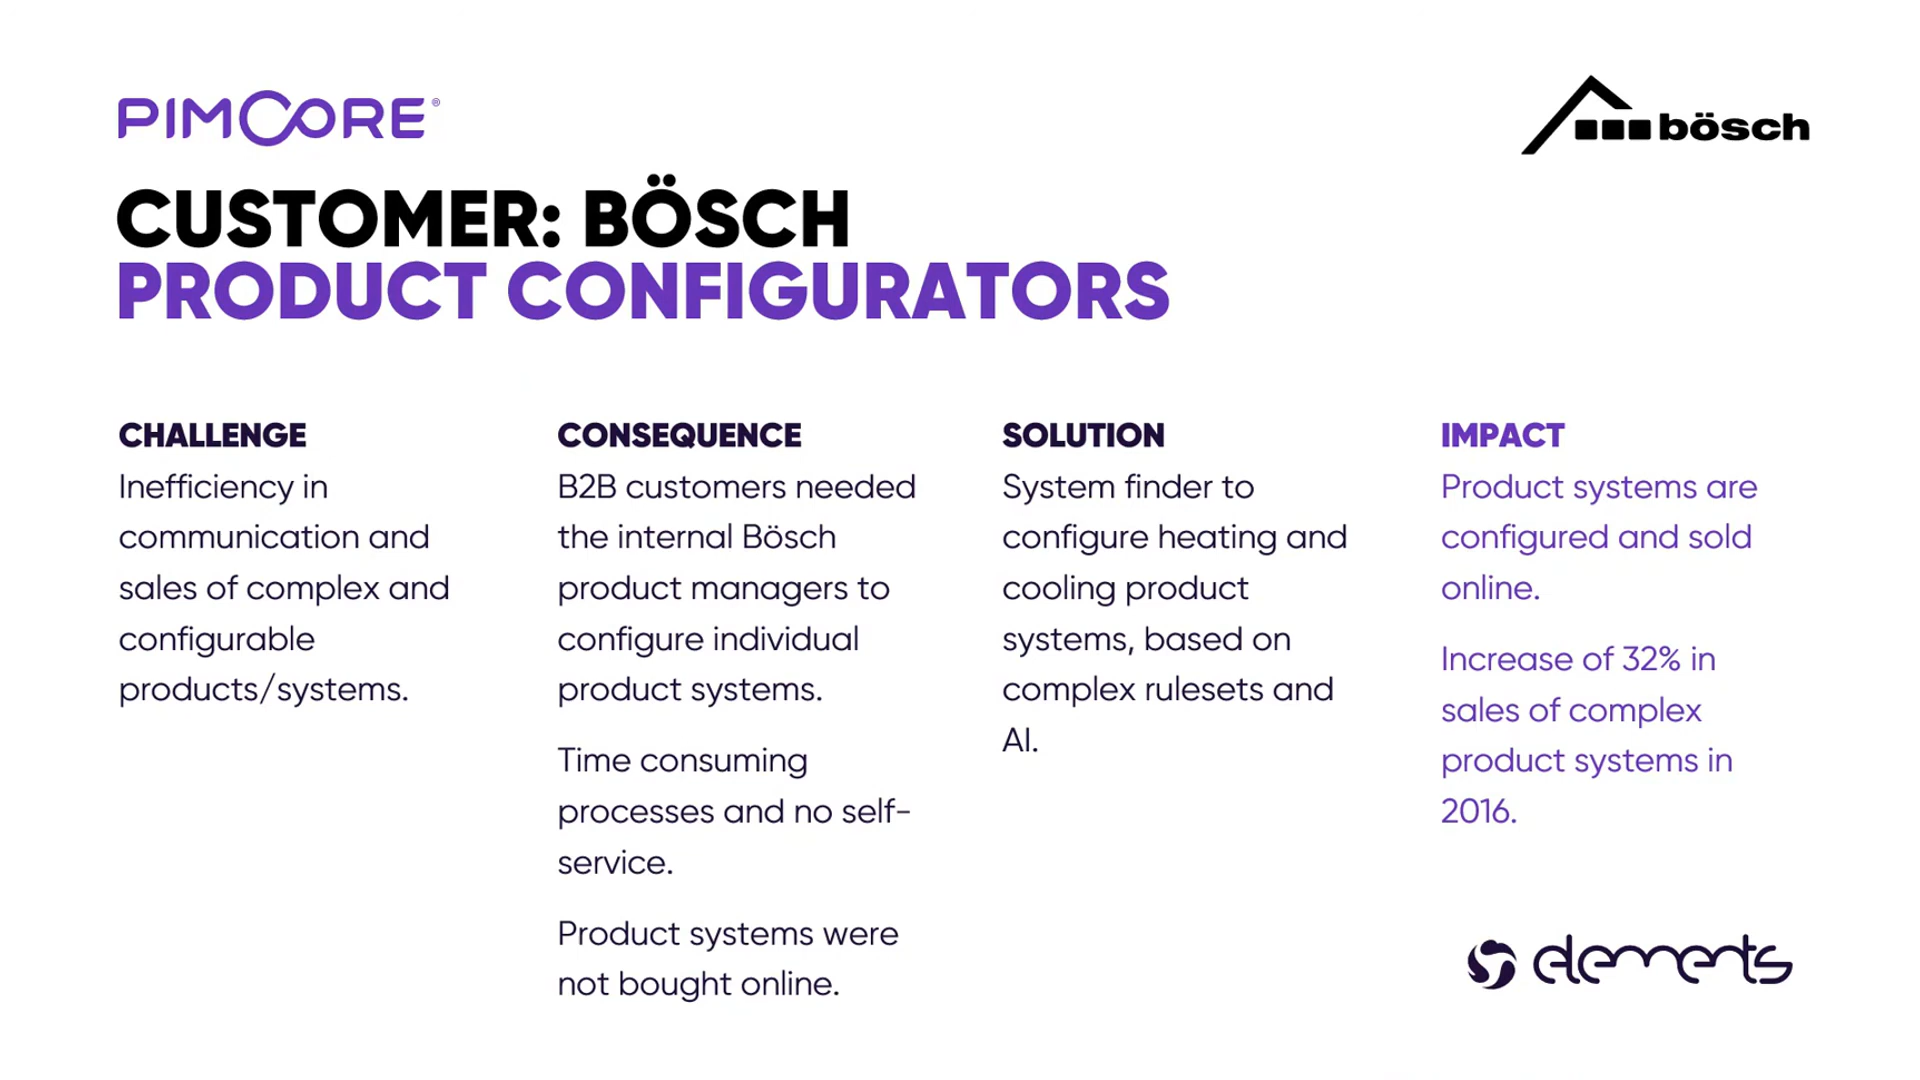 PIMCORE®
bösch
CUSTOMER: BÖSCH
PRODUCT CONFIGURATORS
CHALLENGE
Inefficiency in
communication and
sales of complex and
configurable
products/systems.
CONSEQUENCE
B2B customers needed
the internal Bösch
product managers to
configure individual
product systems.
Time consuming
processes and no self-
service.
Product systems were
not bought online.
SOLUTION
System finder to
configure heating and
cooling product
systems, based on
complex rulesets and
AI.
IMPACT
Product systems are
configured and sold
online.
Increase of 32% in
sales of complex
product systems in
2016.
elements